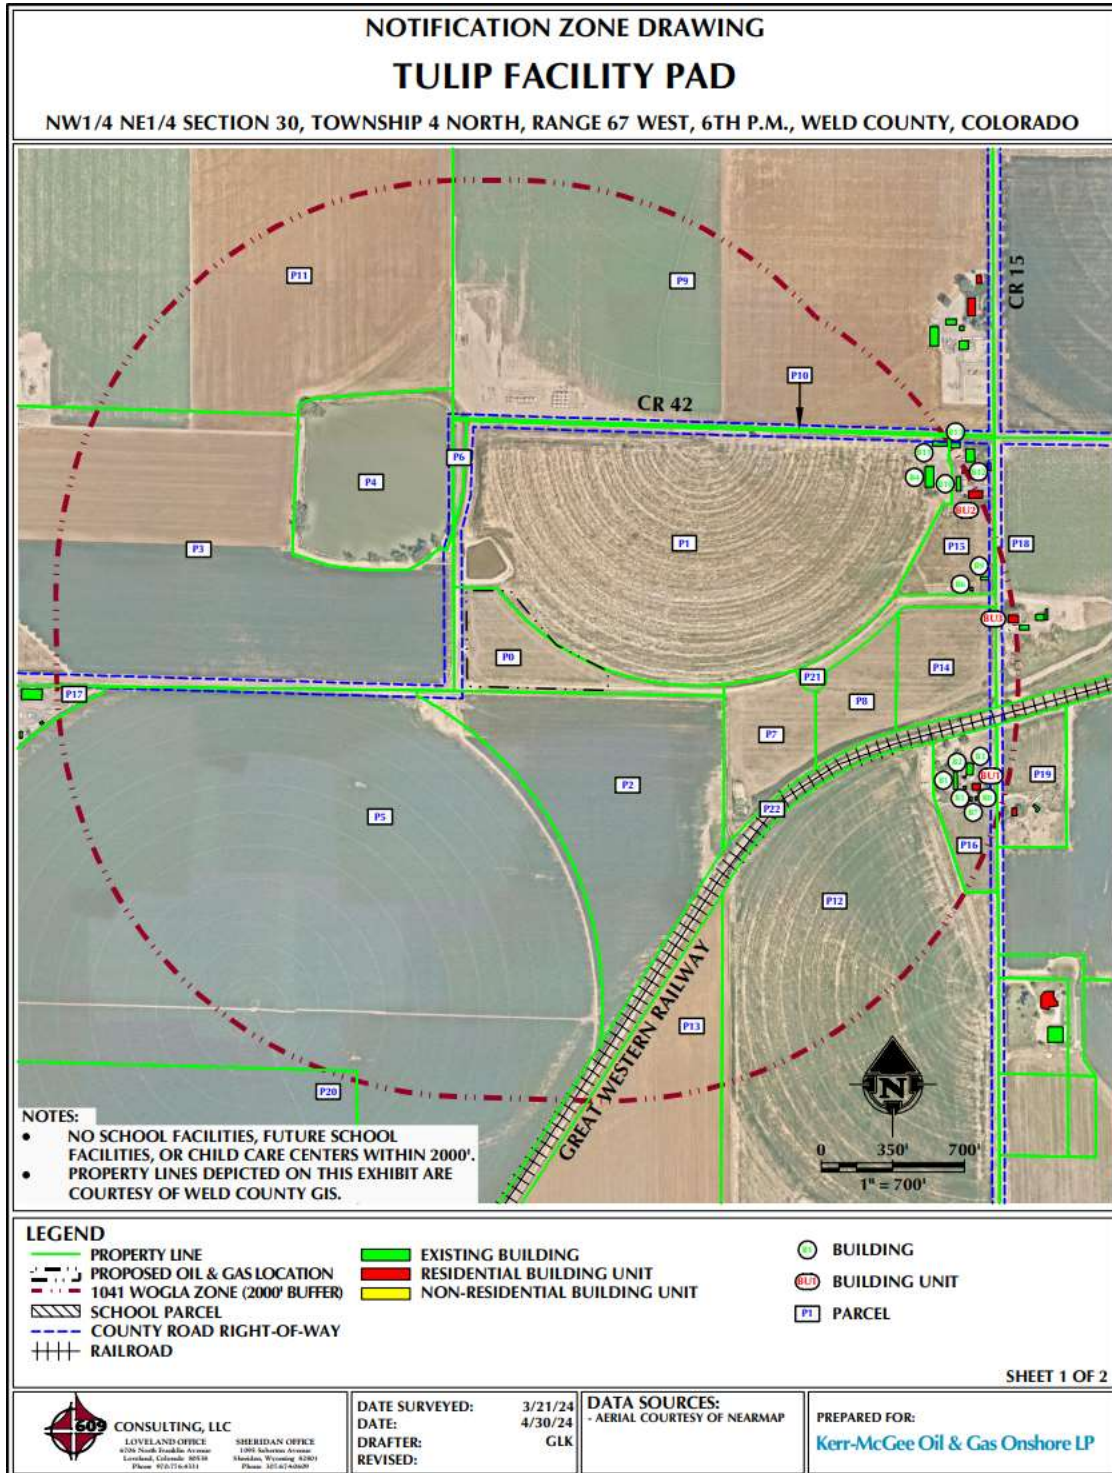 NOTIFICATION ZONE DRAWING
TULIP FACILITY PAD
NW1/4 NE1/4 SECTION 30, TOWNSHIP 4 NORTH, RANGE 67 WEST, 6TH P.M., WELD COUNTY, COLORADO
P11
P9
CR 15
P10
CR 42
P6
P4
P3
P1
BU2
P15
P18
BU3
P0
P14
P21
P17
P8
P7
BU1
P19
P2
P22
P5
P16
P12
GREAT WESTERN RAILWAY
P13
P20
N
0 350' 700'
1" = 700'
NOTES:
• NO SCHOOL FACILITIES, FUTURE SCHOOL
FACILITIES, OR CHILD CARE CENTERS WITHIN 2000'.
• PROPERTY LINES DEPICTED ON THIS EXHIBIT ARE
COURTESY OF WELD COUNTY GIS.
LEGEND
PROPERTY LINE
PROPOSED OIL & GAS LOCATION
1041 WOGLA ZONE (2000' BUFFER)
SCHOOL PARCEL
COUNTY ROAD RIGHT-OF-WAY
RAILROAD
EXISTING BUILDING
RESIDENTIAL BUILDING UNIT
NON-RESIDENTIAL BUILDING UNIT
B1 BUILDING
BU1 BUILDING UNIT
P1 PARCEL
SHEET 1 OF 2
609 CONSULTING, LLC
LOVELAND OFFICE
SHERIDAN OFFICE
DATE SURVEYED: 3/21/24
DATE: 4/30/24
DRAFTER: GLK
REVISED:
DATA SOURCES:
- AERIAL COURTESY OF NEARMAP
PREPARED FOR:
Kerr-McGee Oil & Gas Onshore LP